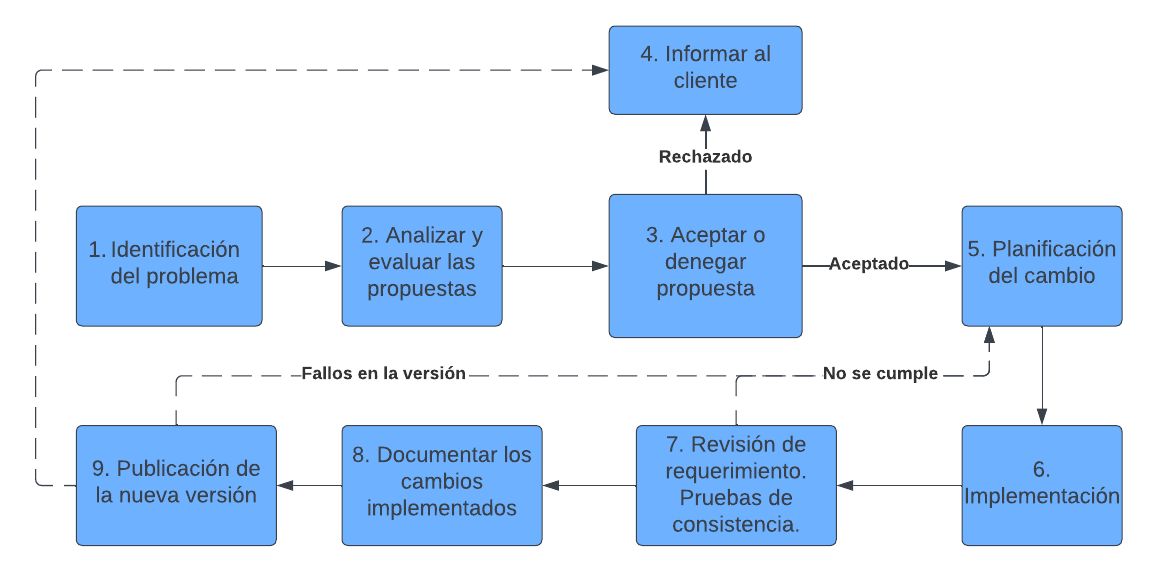 4. Informar al
cliente
Rechazado
1. Identificación
del problema
2. Analizar y
evaluar las
propuestas
3. Aceptar o
denegar
propuesta
Aceptado
5. Planificación
del cambio
Fallos en la versión
No se cumple
9. Publicación de
la nueva versión
8. Documentar los
cambios
implementados
7. Revisión de
requerimiento.
Pruebas de
consistencia.
6.
Implementación